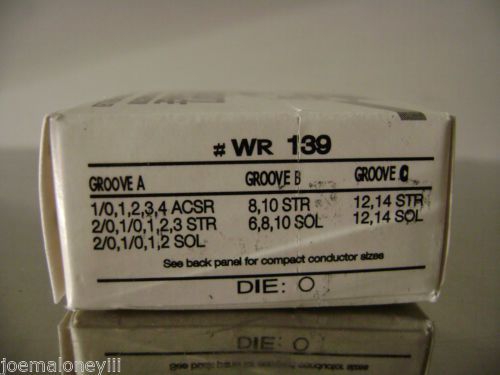 # WR 139
GROOVE A GROOVE B GROOVE C
1/0,1,2,3,4 ACSR 8,10 STR 12,14 STR
2/0,1/0,1,2,3 STR 6,8,10 SOL 12,14 SOL
2/0,1/0,1,2 SOL
See back panel for compact conductor sizes
DIE: O
joemaloneyiii